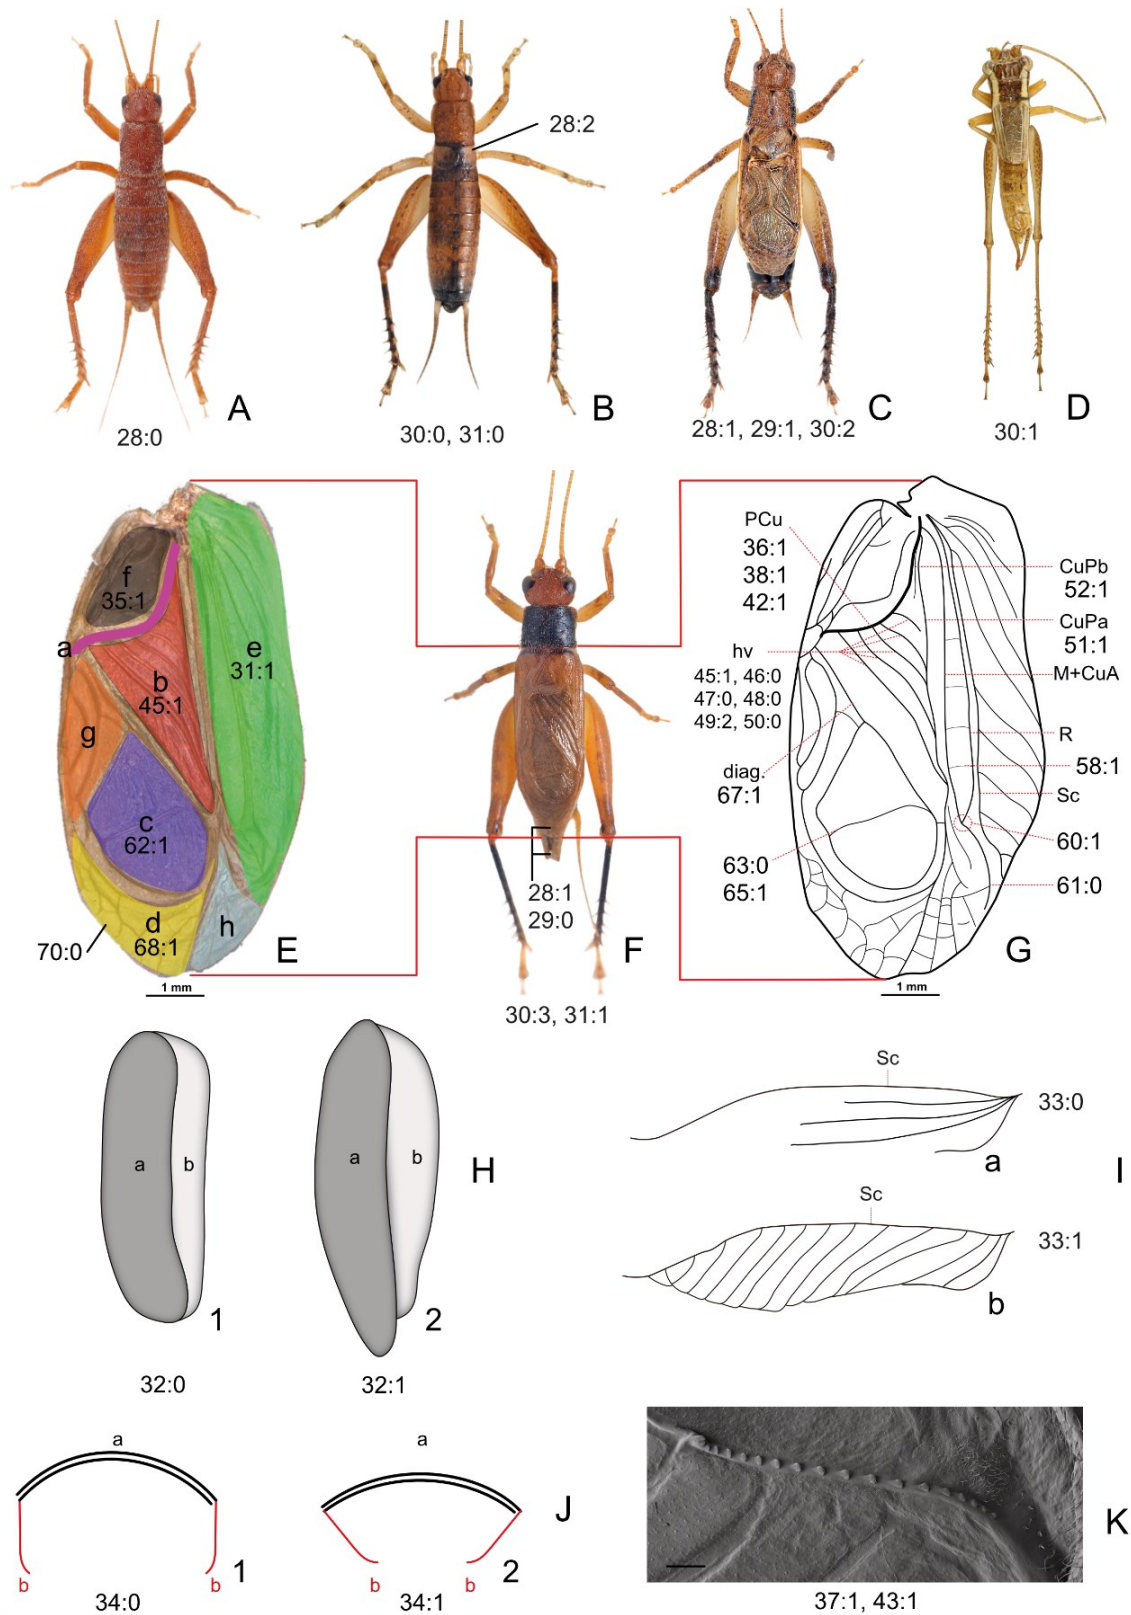 28:2
A
B
C
D
28:0
30:0, 31:0
28:1, 29:1, 30:2
30:1
f
35:1
a
b
45:1
e
31:1
g
c
62:1
d
68:1
h
70:0
E
1 mm
28:1
29:0
F
30:3, 31:1
PCu
36:1
38:1
42:1
hv
45:1, 46:0
47:0, 48:0
49:2, 50:0
diag.
67:1
63:0
65:1
CuPb
52:1
CuPa
51:1
M+CuA
R
58:1
Sc
60:1
61:0
G
1 mm
a
b
1
32:0
a
b
2
32:1
H
Sc
33:0
a
I
Sc
33:1
b
a
b
b
1
34:0
a
b
b
2
34:1
J
K
37:1, 43:1